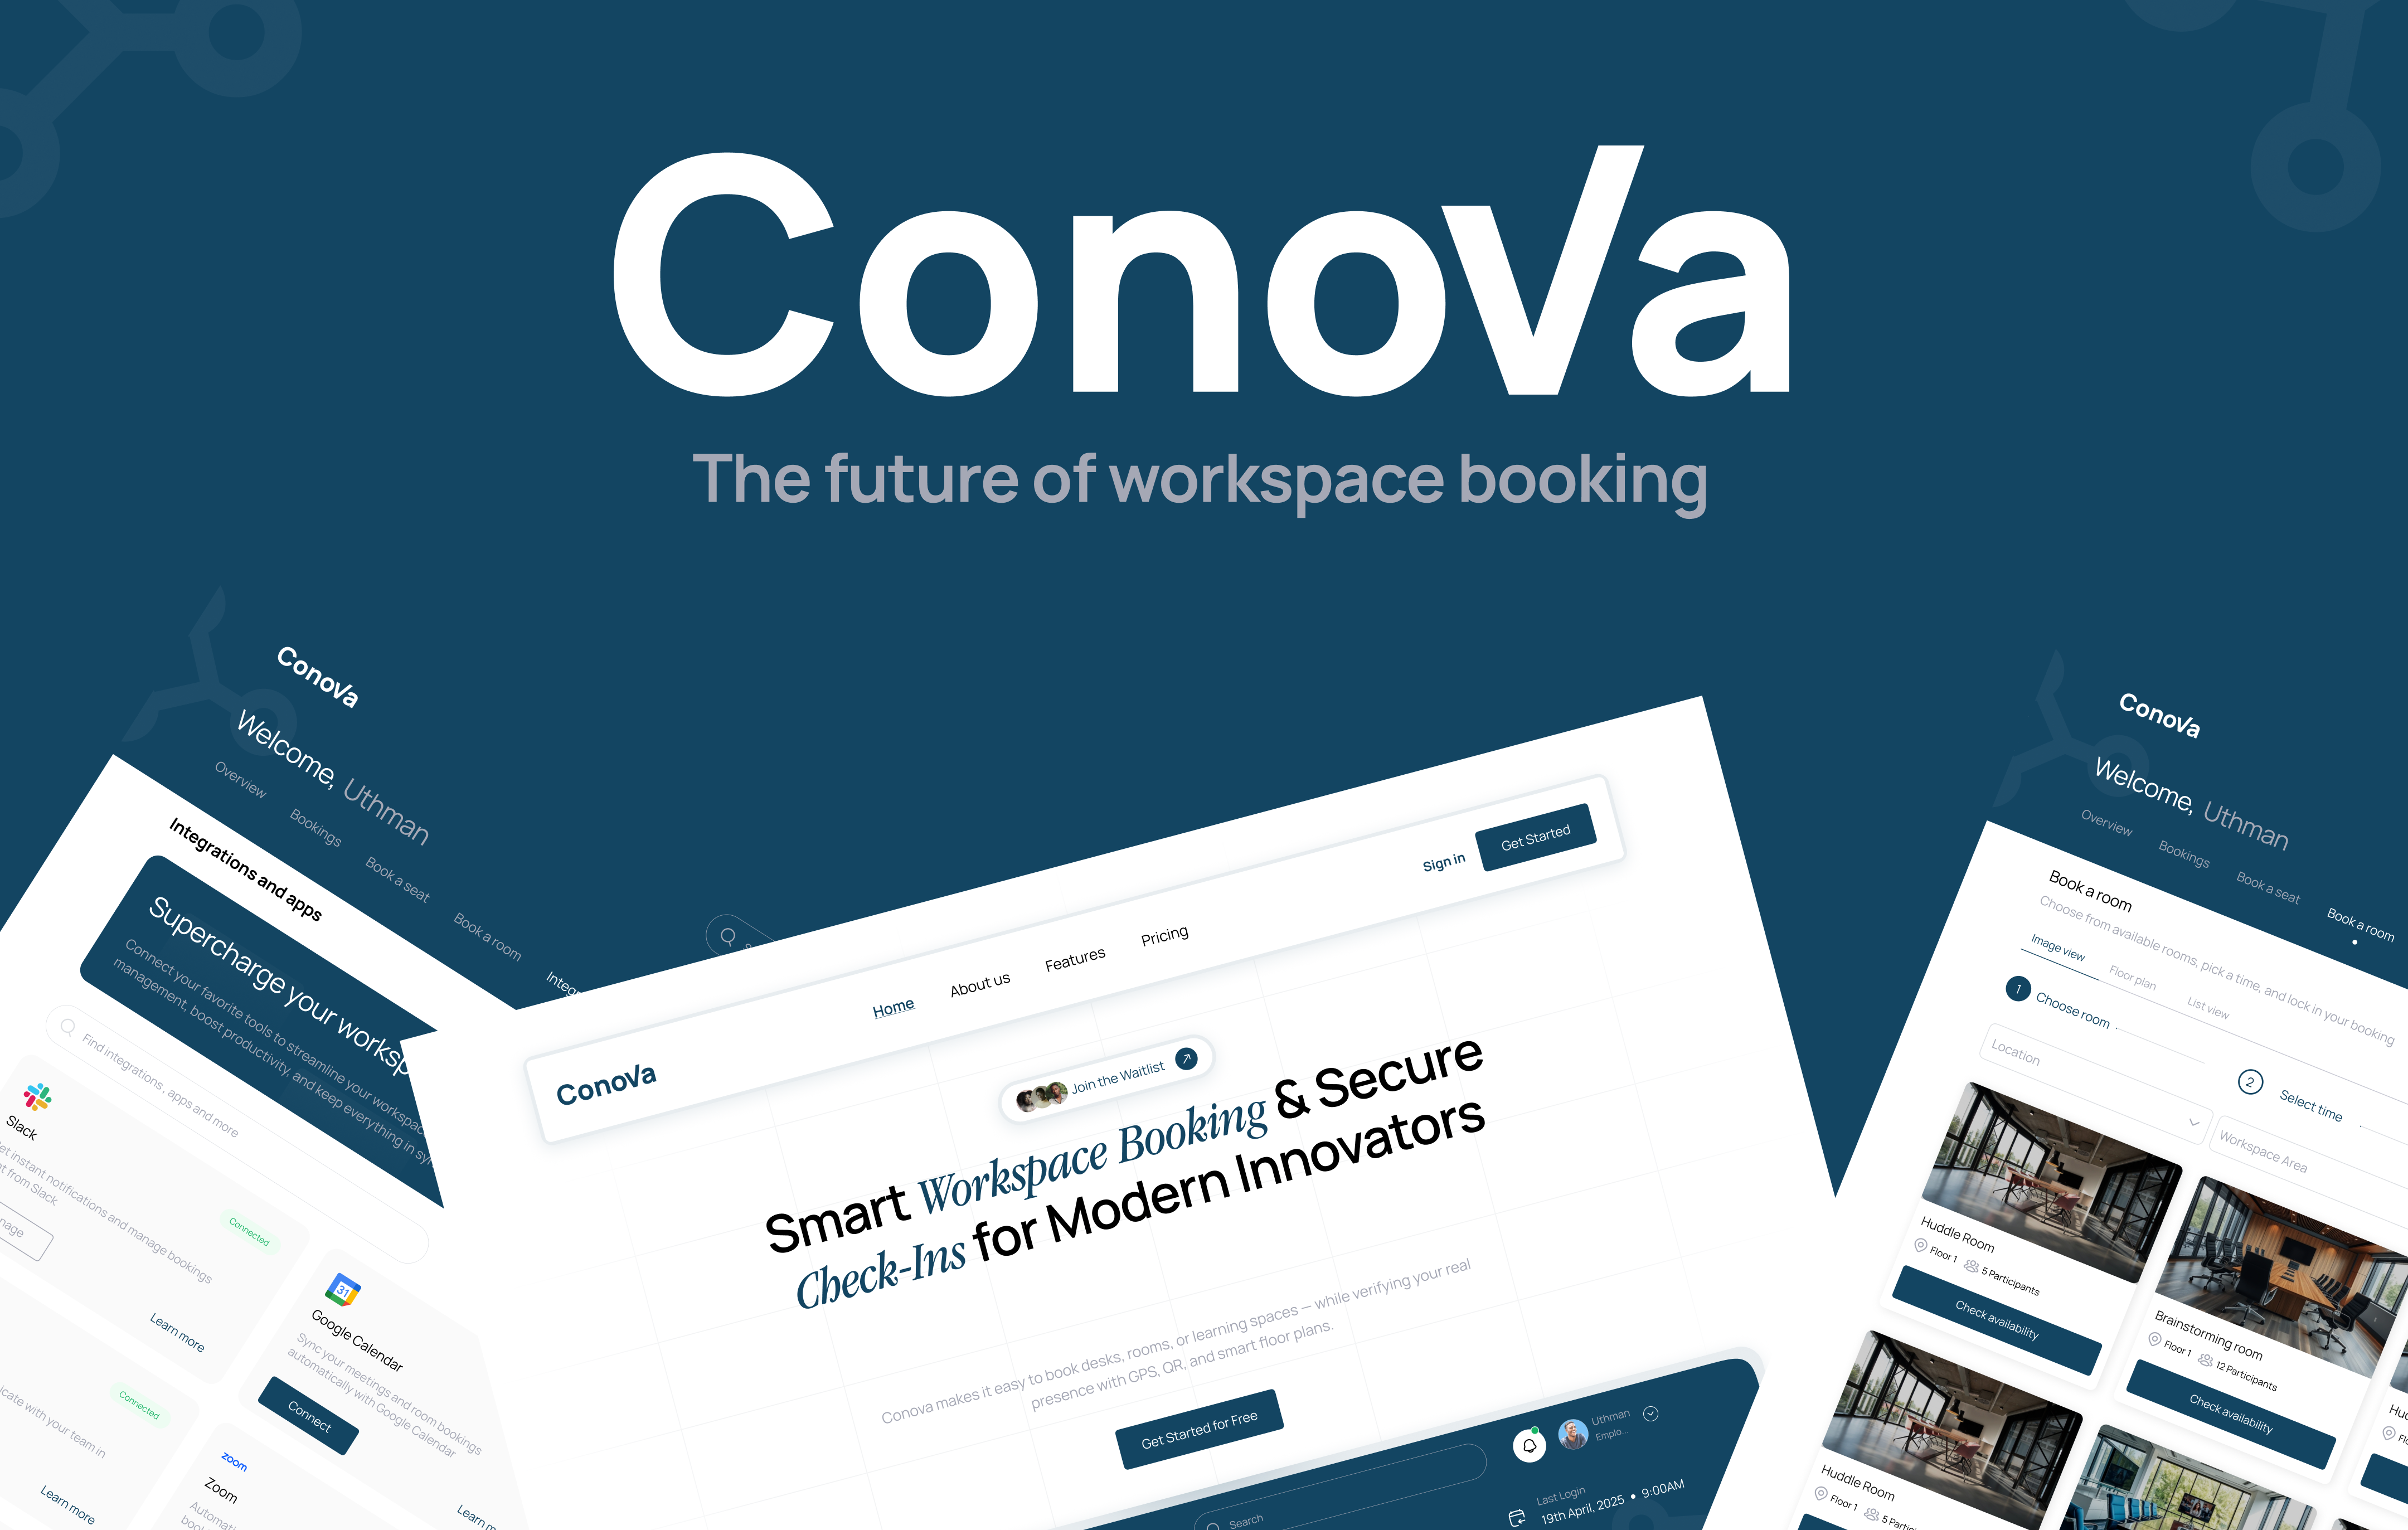 Conova
The future of workspace booking
Conova
Welcome, Uthman
Overview
Bookings
Book a seat
Book a room
Integrations and apps
Supercharge your
Connect your favorite tools to streamline your workspace
management, boost productivity, and keep everything in
Find integrations , apps and more
Slack
instant notifications and manage bookings
from Slack
Connected
Learn more
Google Calendar
Sync your meetings and room bookings
automatically with Google Calendar
Connect
Connected
with your team in
Learn more
zoom
Zoom
Learn
Conova
Home
About us
Features
Pricing
Sign in
Get Started
Join the Waitlist
Smart Workspace Booking & Secure
Check-Ins for Modern Innovators
Conova makes it easy to book desks, rooms, or learning spaces — while verifying your real
presence with GPS, QR, and smart floor plans.
Get Started for Free
Search
Uthman
Emplo...
Last Login
19th April, 2025 • 9:00AM
Conova
Welcome, Uthman
Overview
Bookings
Book a seat
Book a room
Book a room
Choose from available rooms, pick a time, and lock in your booking
Image view
Floor plan
List view
1 Choose room
2 Select time
Location
Workspace Area
Huddle Room
Floor 1 5 Participants
Check availability
Brainstorming room
Floor 1 12 Participants
Check availability
Huddle Room
Floor 1